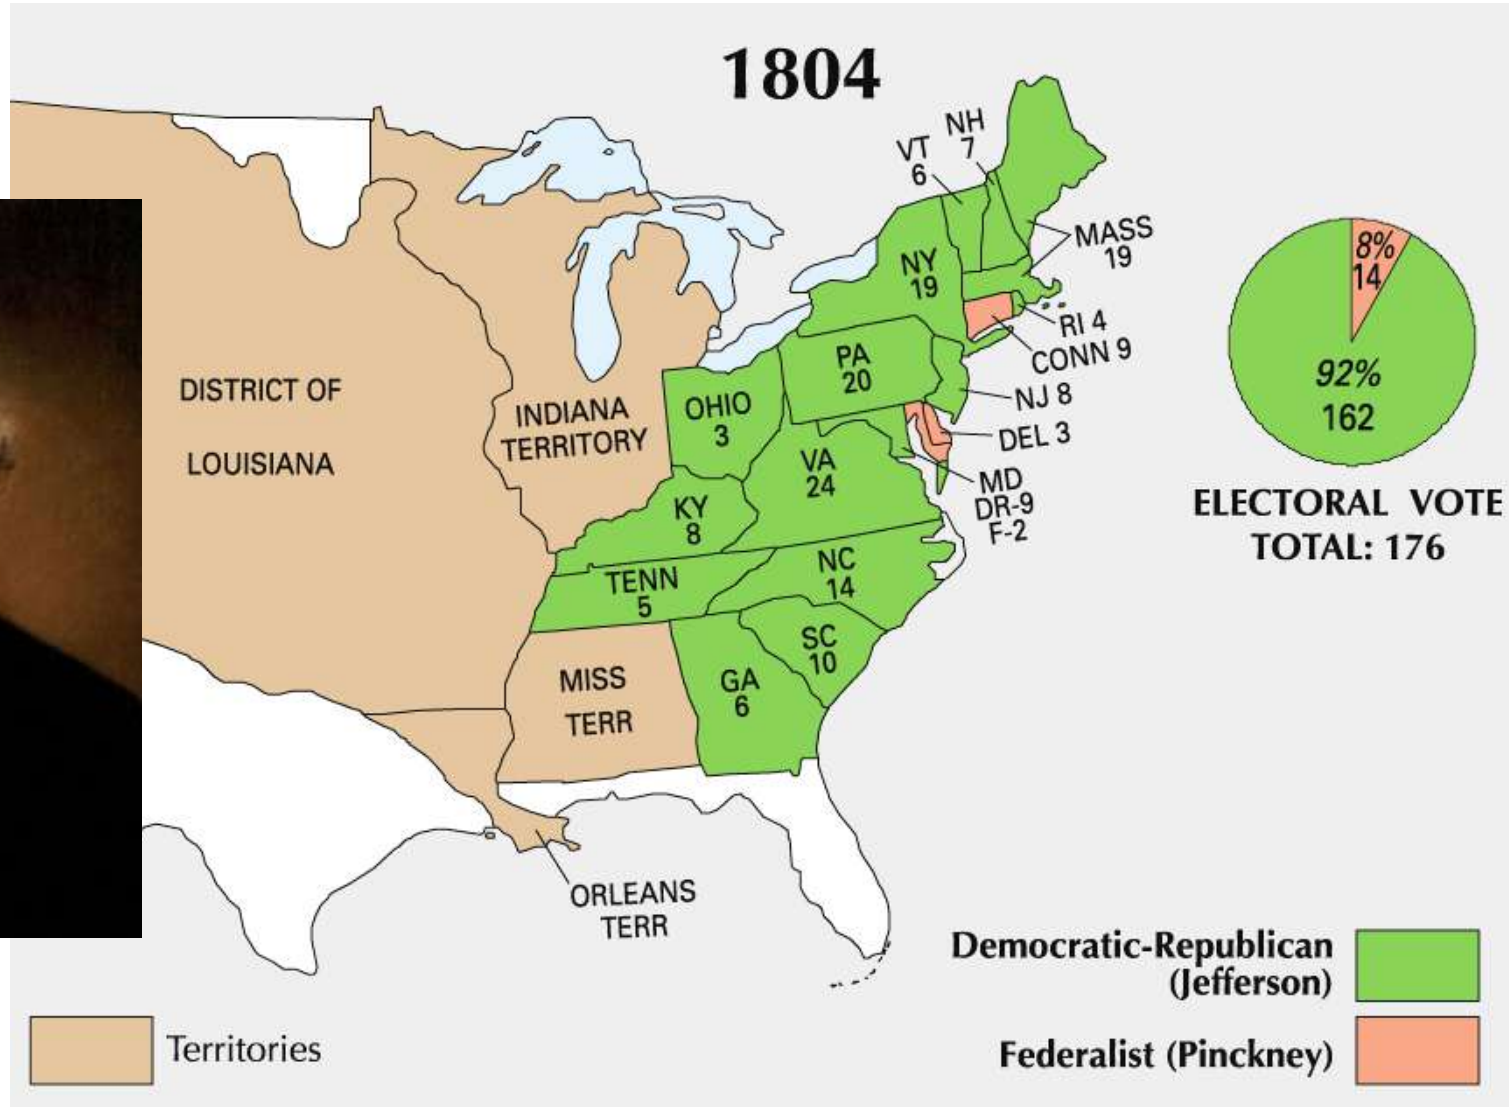 1804
NH
7
VT
6
MASS
19
NY
19
RI 4
CONN 9
PA
20
NJ 8
DEL 3
OHIO
3
MD
DR-9
F-2
VA
24
KY
8
INDIANA
TERRITORY
DISTRICT OF
LOUISIANA
TENN
5
NC
14
SC
10
GA
6
MISS
TERR
ORLEANS
TERR
8%
14
92%
162
ELECTORAL VOTE
TOTAL: 176
Democratic-Republican
(Jefferson)
Federalist (Pinckney)
Territories